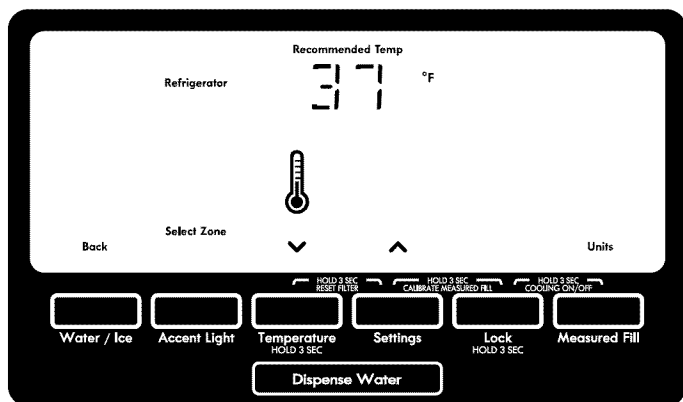 Recommended Temp
Refrigerator 37 °F
Select Zone
Back Units
HOLD 3 SEC HOLD 3 SEC HOLD 3 SEC
RESET FILTER CALIBRATE MEASURED FILL COOLING ON/OFF
Water / Ice Accent Light Temperature Settings Lock Measured Fill
HOLD 3 SEC HOLD 3 SEC
Dispense Water